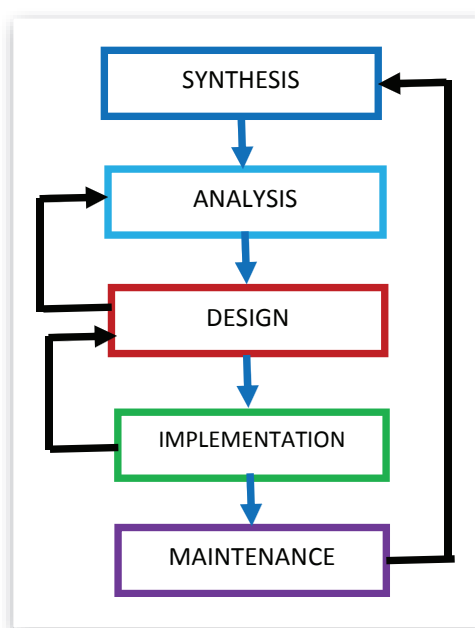 SYNTHESIS
ANALYSIS
DESIGN
IMPLEMENTATION
MAINTENANCE